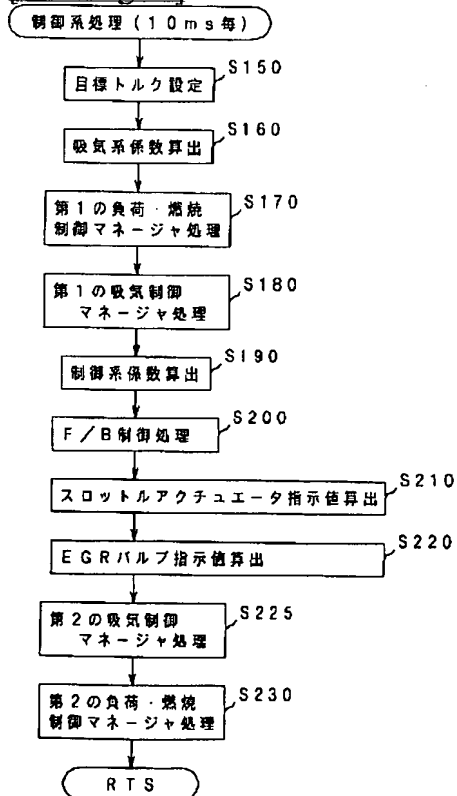 制御系処理(10ms毎)
S150
目標トルク設定
S160
吸気系係数算出
S170
第1の負荷・燃焼
制御マネージャ処理
S180
第1の吸気制御
マネージャ処理
S190
制御系係数算出
S200
F/B制御処理
S210
スロットルアクチュエータ指示値算出
S220
EGRバルブ指示値算出
S225
第2の吸気制御
マネージャ処理
S230
第2の負荷・燃焼
制御マネージャ処理
RTS